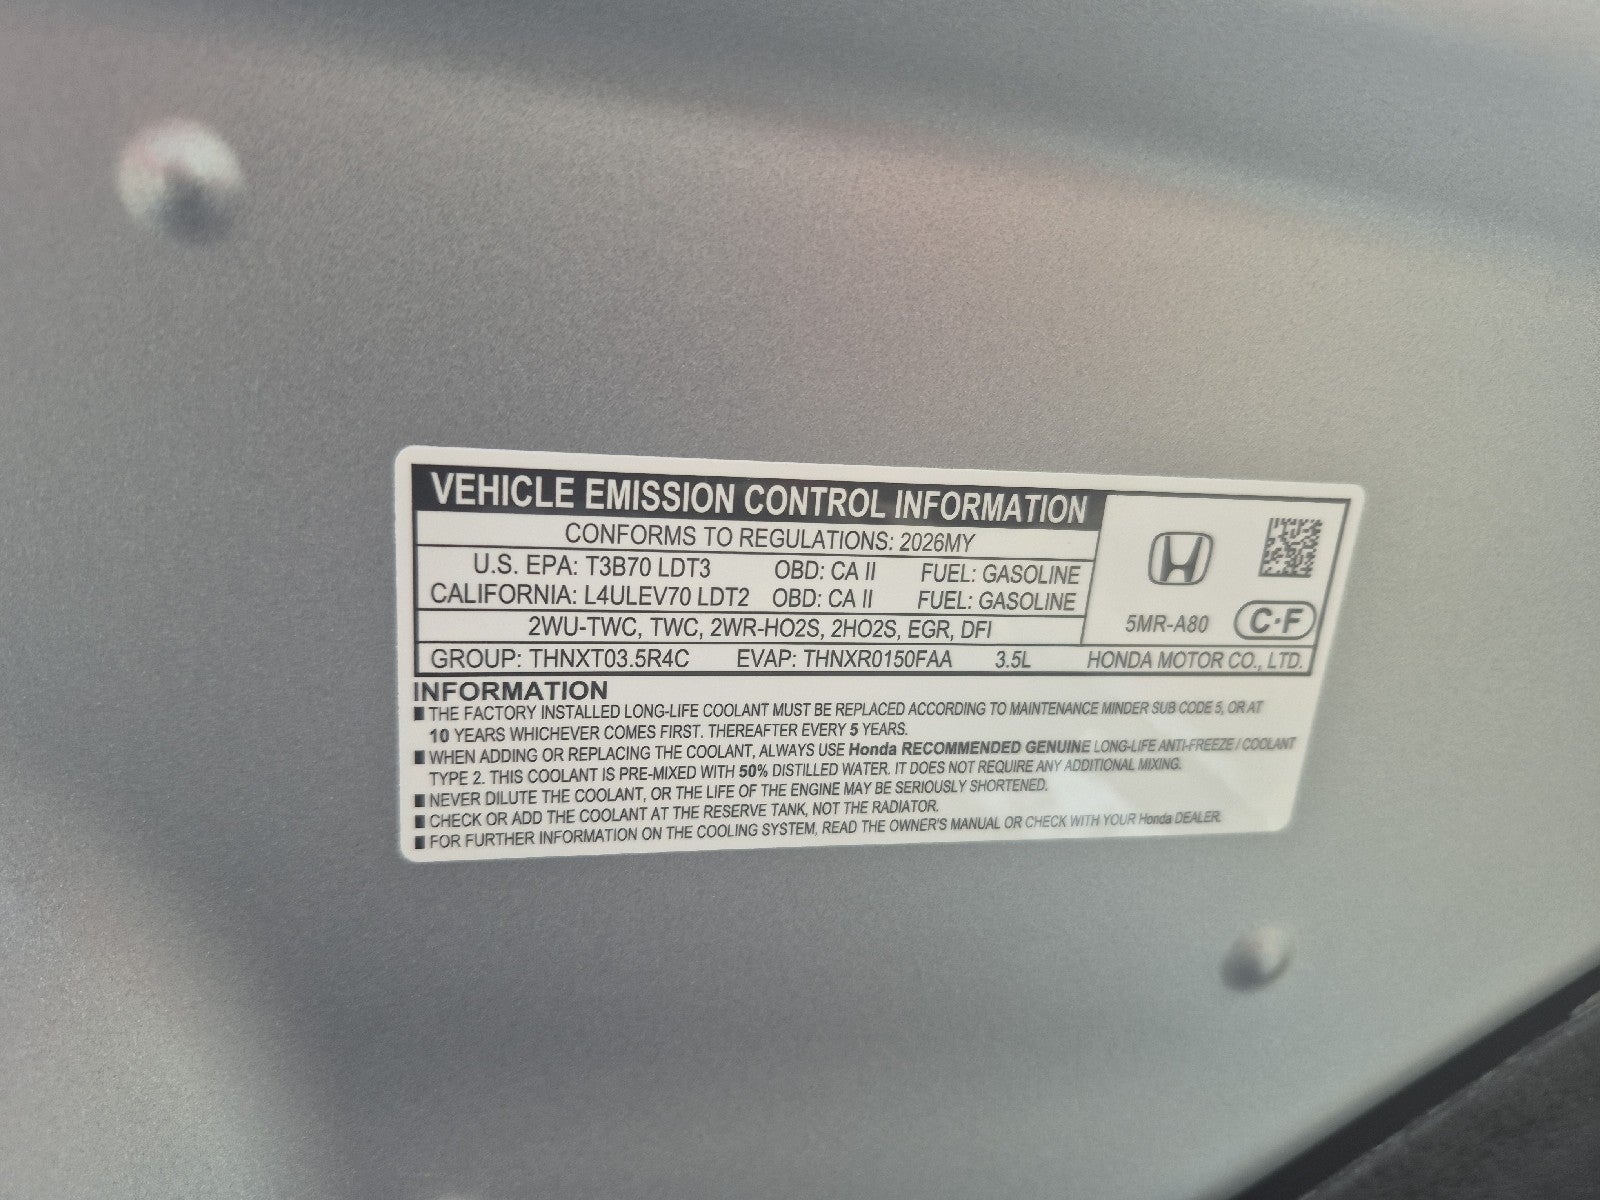 VEHICLE EMISSION CONTROL INFORMATION
CONFORMS TO REGULATIONS: 2026MY
U.S. EPA: T3B70 LDT3 OBD: CA II FUEL: GASOLINE
CALIFORNIA: L4ULEV70 LDT2 OBD: CA II FUEL: GASOLINE
2WU-TWC, TWC, 2WR-HO2S, 2HO2S, EGR, DFI
5MR-A80 C·F
GROUP: THNXT03.5R4C EVAP: THNXR0150FAA 3.5L HONDA MOTOR CO., LTD.
INFORMATION
■ THE FACTORY INSTALLED LONG-LIFE COOLANT MUST BE REPLACED ACCORDING TO MAINTENANCE MINDER SUB CODE 5, OR AT
10 YEARS WHICHEVER COMES FIRST. THEREAFTER EVERY 5 YEARS.
■ WHEN ADDING OR REPLACING THE COOLANT, ALWAYS USE Honda RECOMMENDED GENUINE LONG-LIFE ANTI-FREEZE / COOLANT
TYPE 2. THIS COOLANT IS PRE-MIXED WITH 50% DISTILLED WATER. IT DOES NOT REQUIRE ANY ADDITIONAL MIXING.
■ NEVER DILUTE THE COOLANT, OR THE LIFE OF THE ENGINE MAY BE SERIOUSLY SHORTENED.
■ CHECK OR ADD THE COOLANT AT THE RESERVE TANK, NOT THE RADIATOR.
■ FOR FURTHER INFORMATION ON THE COOLING SYSTEM, READ THE OWNER'S MANUAL OR CHECK WITH YOUR Honda DEALER.